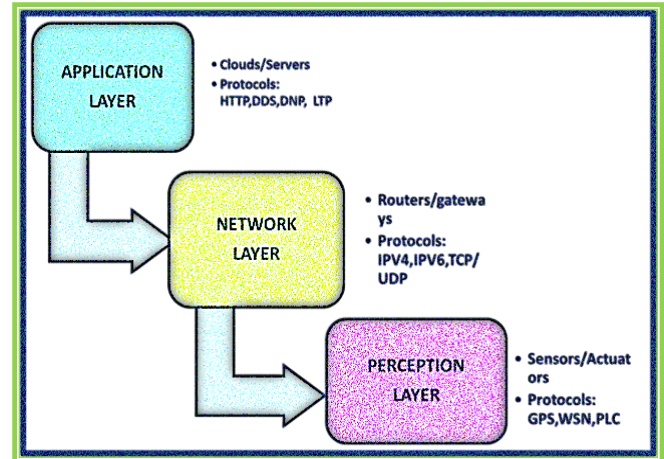 APPLICATION
LAYER
• Clouds/Servers
• Protocols:
HTTP,DDS,DNP, LTP
NETWORK
LAYER
• Routers/gatewa
ys
• Protocols:
IPV4,IPV6,TCP/
UDP
PERCEPTION
LAYER
• Sensors/Actuat
ors
• Protocols:
GPS,WSN,PLC